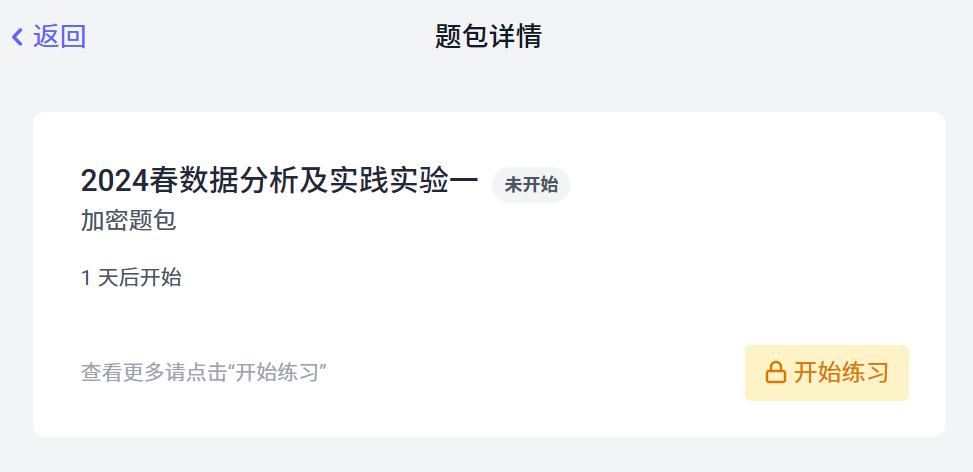 返回
题包详情
2024春数据分析及实践实验一 未开始
加密题包
1 天后开始
查看更多请点击“开始练习”
开始练习